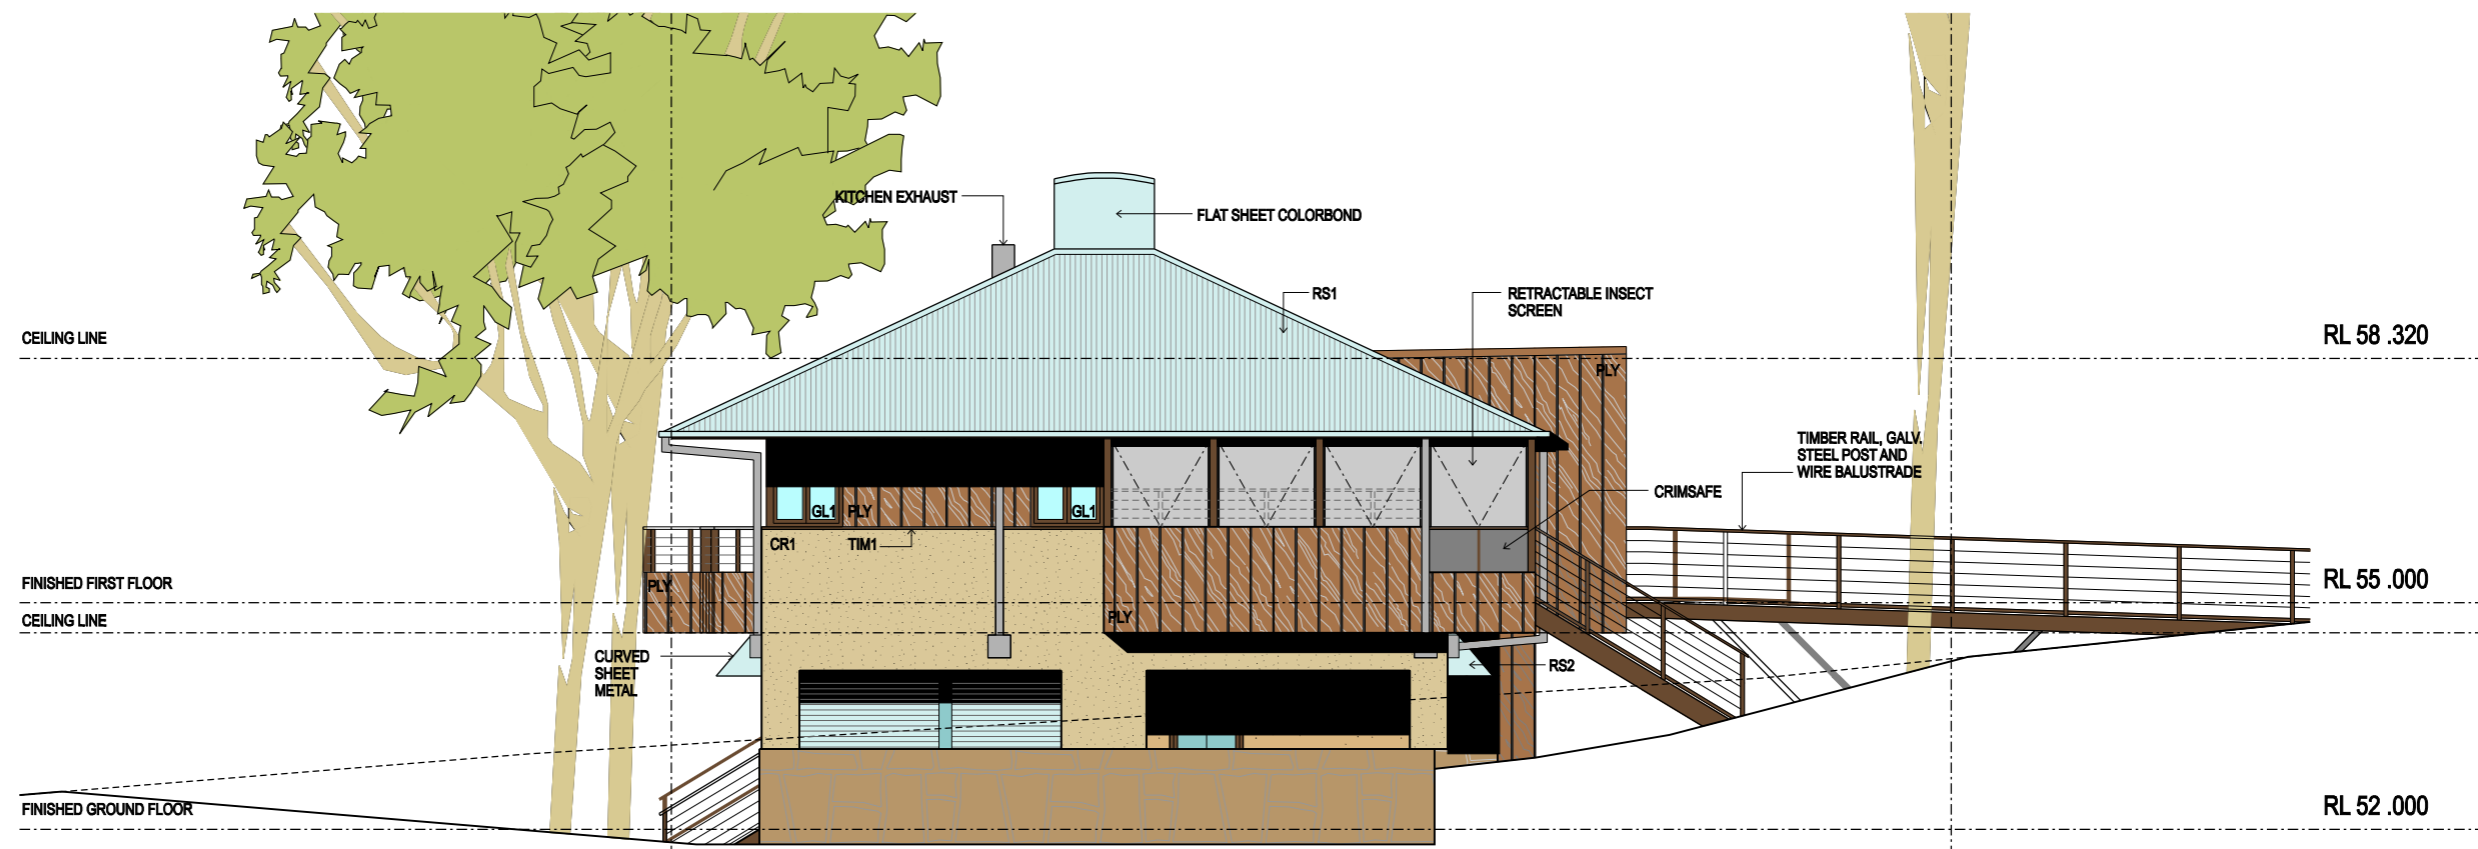 KITCHEN EXHAUST
FLAT SHEET COLORBOND
RS1
RETRACTABLE INSECT
SCREEN
CEILING LINE
RL 58 .320
PLY
TIMBER RAIL, GALV.
STEEL POST AND
WIRE BALUSTRADE
CRIMSAFE
GL1
PLY
GL1
CR1
TIM1
FINISHED FIRST FLOOR
PLY
RL 55 .000
CEILING LINE
PLY
CURVED
SHEET
METAL
RS2
FINISHED GROUND FLOOR
RL 52 .000